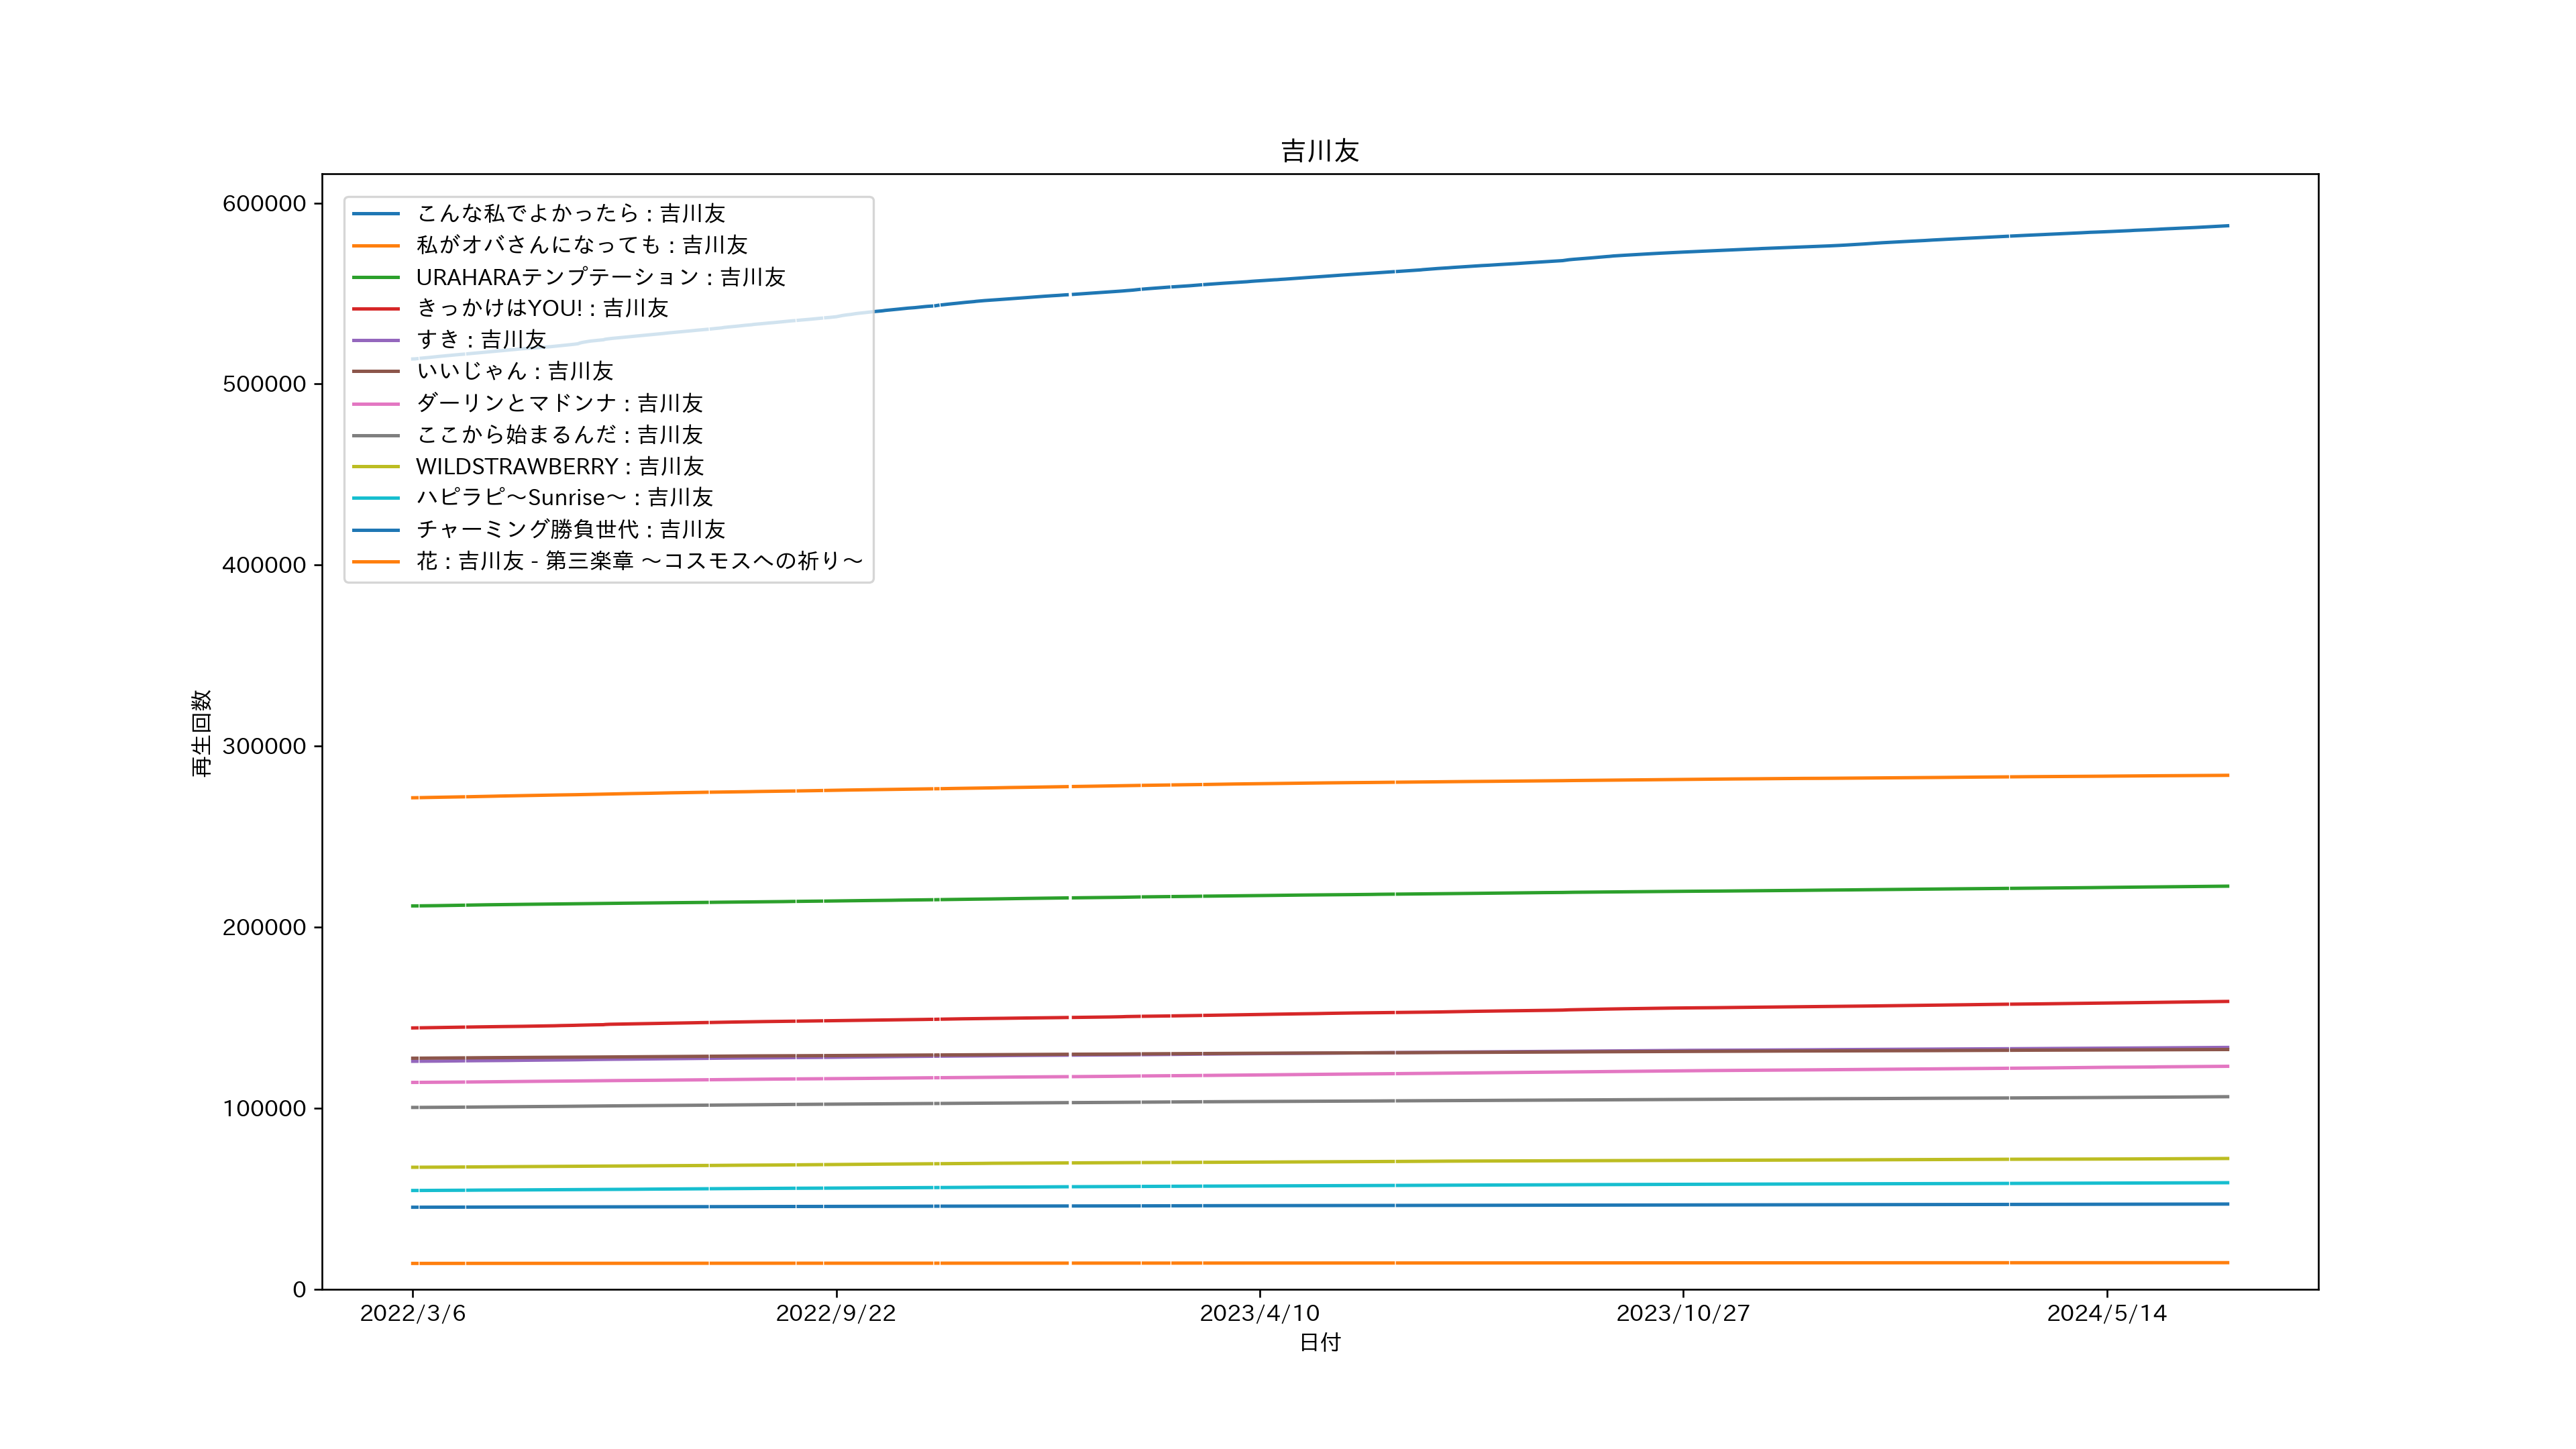 吉川友
600000
500000
400000
300000
200000
100000
0
再生回数
こんな私でよかったら : 吉川友
私がオバさんになっても : 吉川友
URAHARAテンプテーション : 吉川友
きっかけはYOU! : 吉川友
すき : 吉川友
いいじゃん : 吉川友
ダーリンとマドンナ : 吉川友
ここから始まるんだ : 吉川友
WILDSTRAWBERRY : 吉川友
ハピラピ〜Sunrise〜 : 吉川友
チャーミング勝負世代 : 吉川友
花 : 吉川友 - 第三楽章 〜コスモスへの祈り〜
2022/3/6 2022/9/22 2023/4/10 2023/10/27 2024/5/14
日付